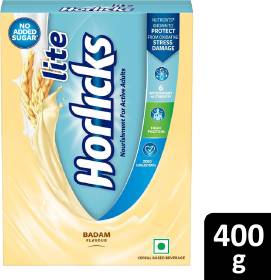 NO
ADDED
SUGAR*
lite
Horlicks
Nourishment For Active Adults
NUTRIENTS*
KNOWN TO
PROTECT
FROM OXIDATIVE
STRESS
DAMAGE
6
HIGH
PROTEIN
ZERO
CHOLESTEROL
BADAM
FLAVOUR
CEREAL BASED BEVERAGE
400
g